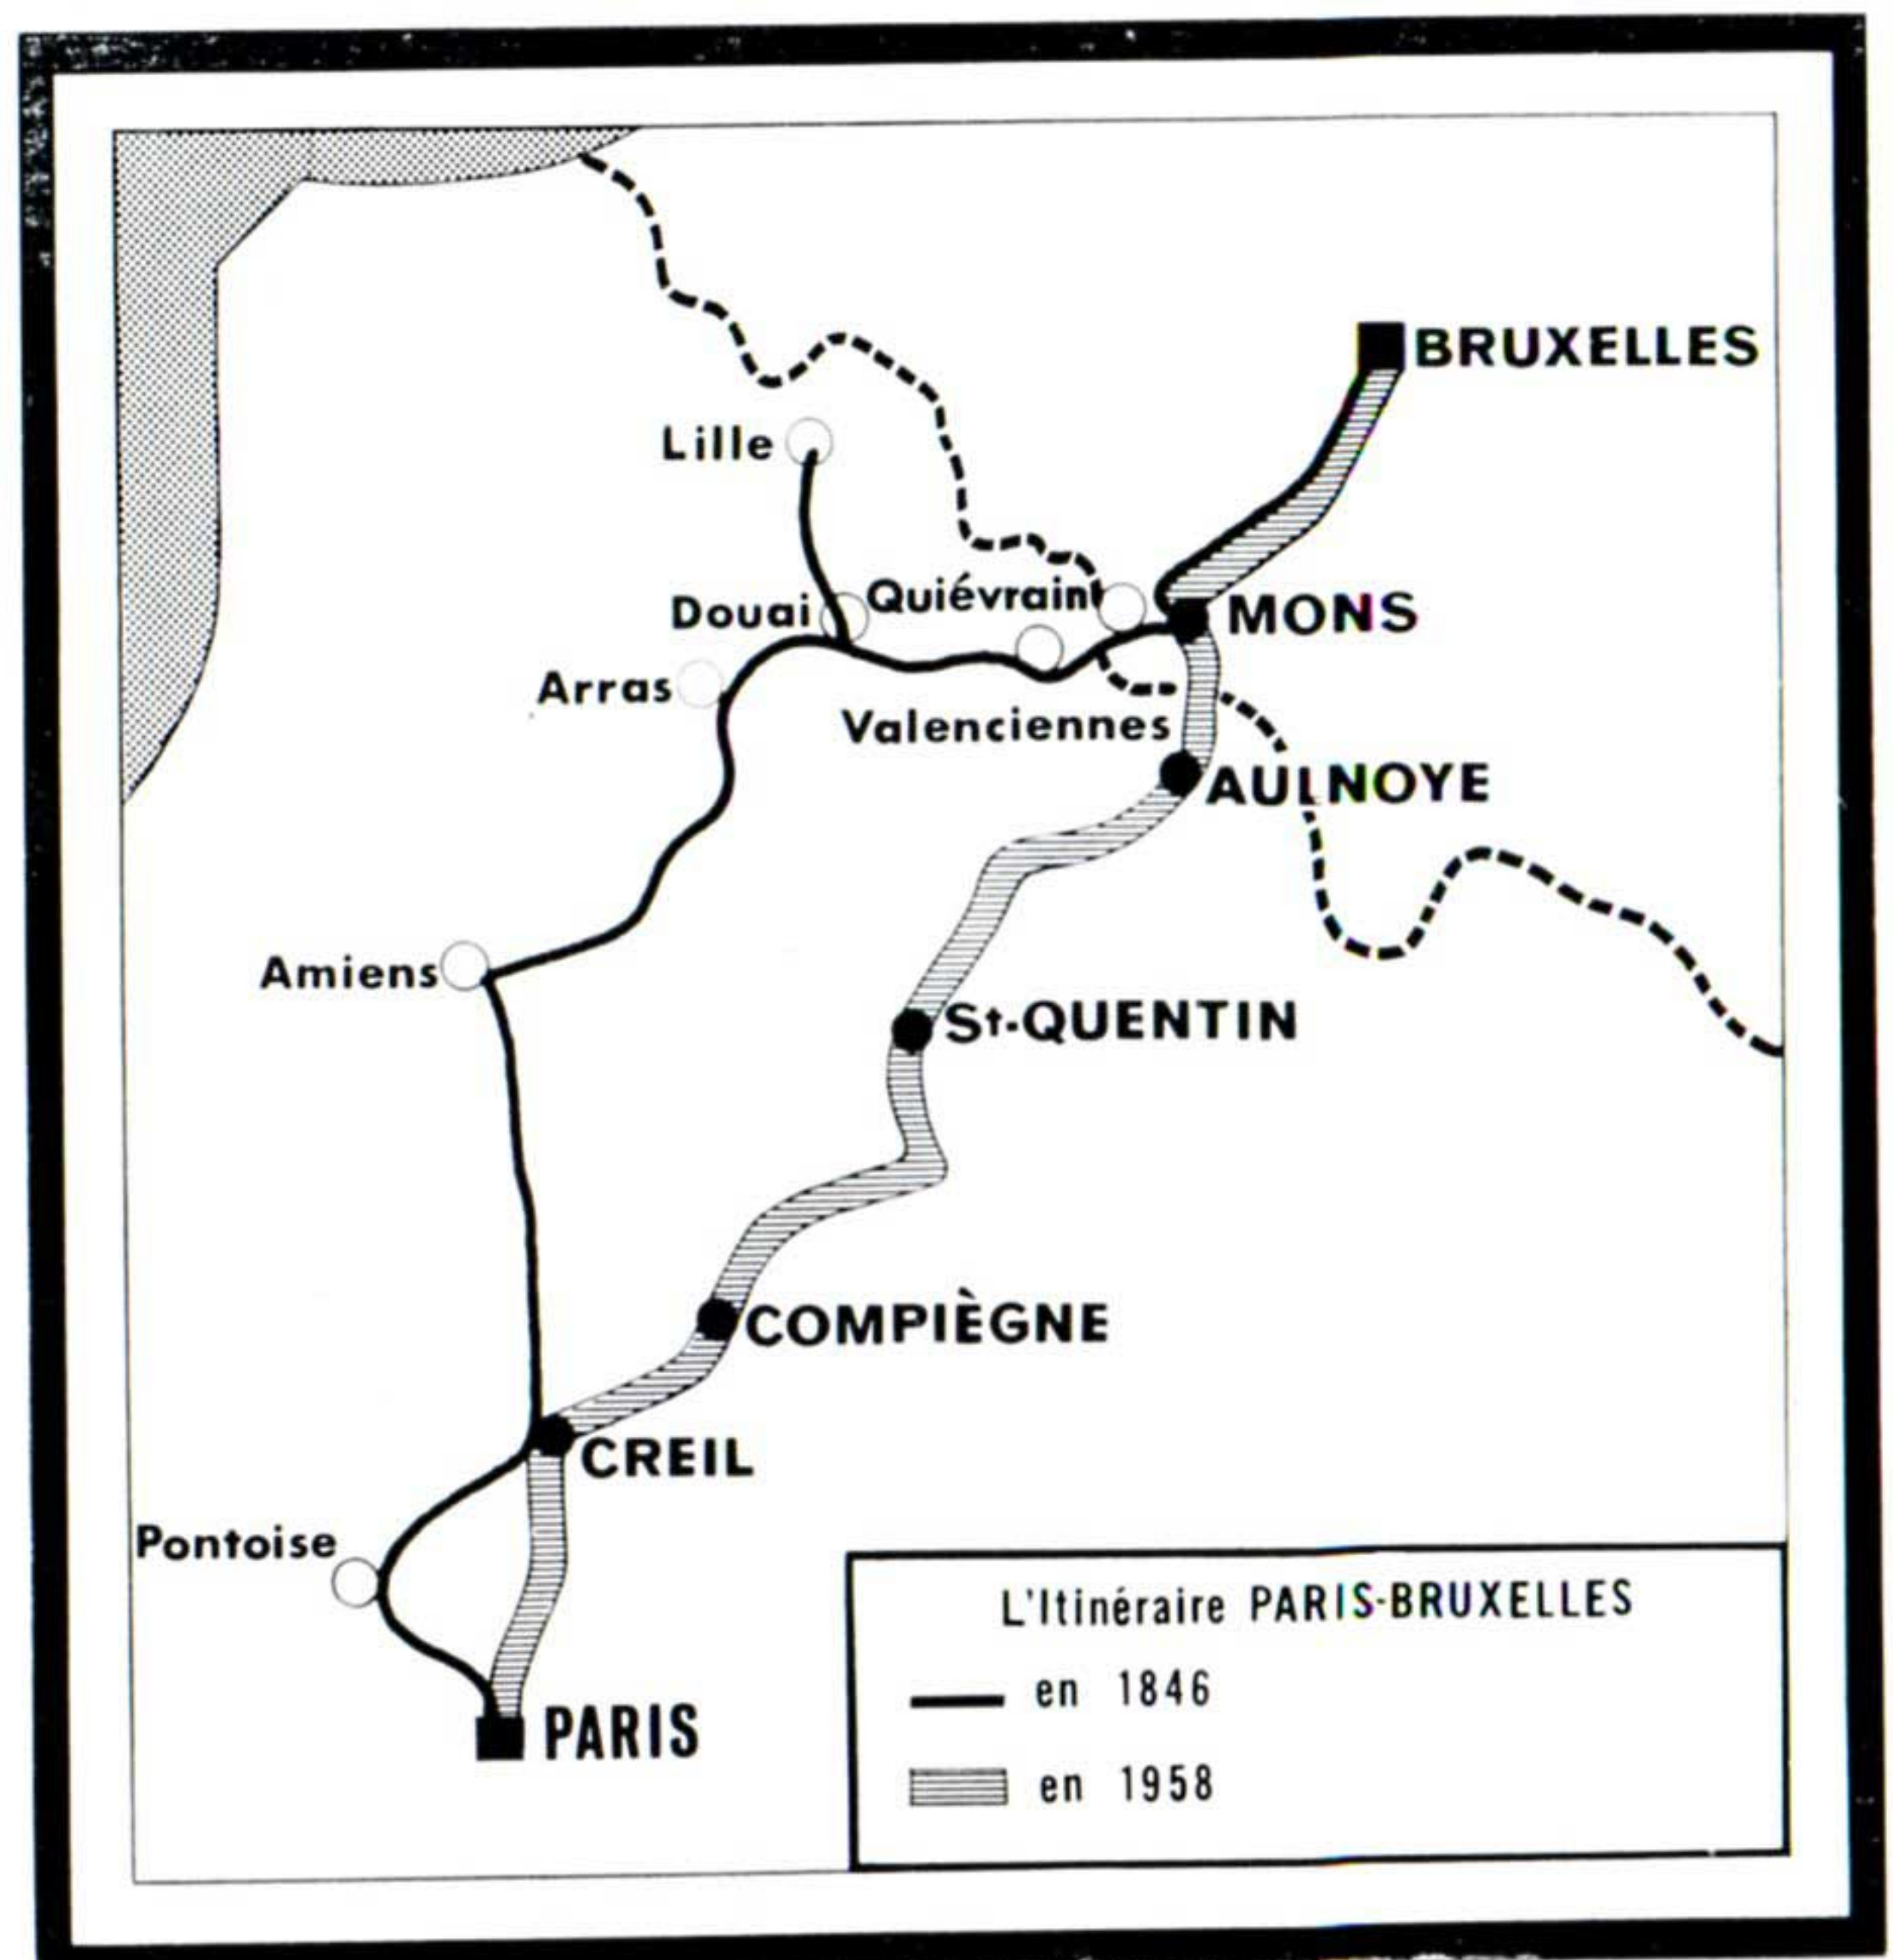 BRUXELLES
Lille
Quiévrain
Douai
MONS
Arras
Valenciennes
AULNOYE
Amiens
St-QUENTIN
COMPIÈGNE
CREIL
Pontoise
PARIS
L'Itinéraire PARIS-BRUXELLES
en 1846
en 1958